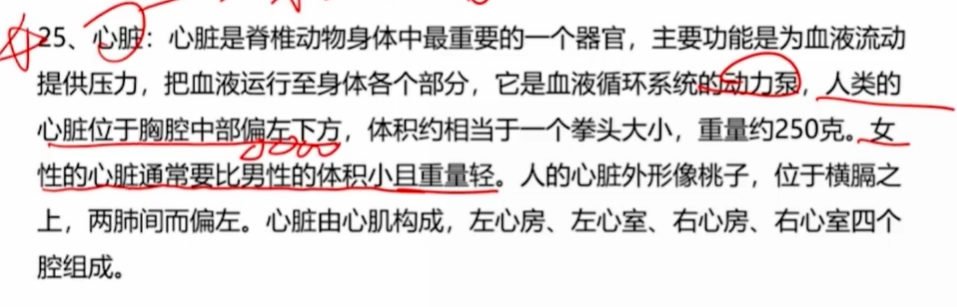 25、心脏：心脏是脊椎动物身体中最重要的一个器官，主要功能是为血液流动
提供压力，把血液运行至身体各个部分，它是血液循环系统的动力泵，人类的
心脏位于胸腔中部偏左下方，体积约相当于一个拳头大小，重量约250克。女
性的心脏通常要比男性的体积小且重量轻。人的心脏外形像桃子，位于横膈之
上，两肺间而偏左。心脏由心肌构成，左心房、左心室、右心房、右心室四个
腔组成。